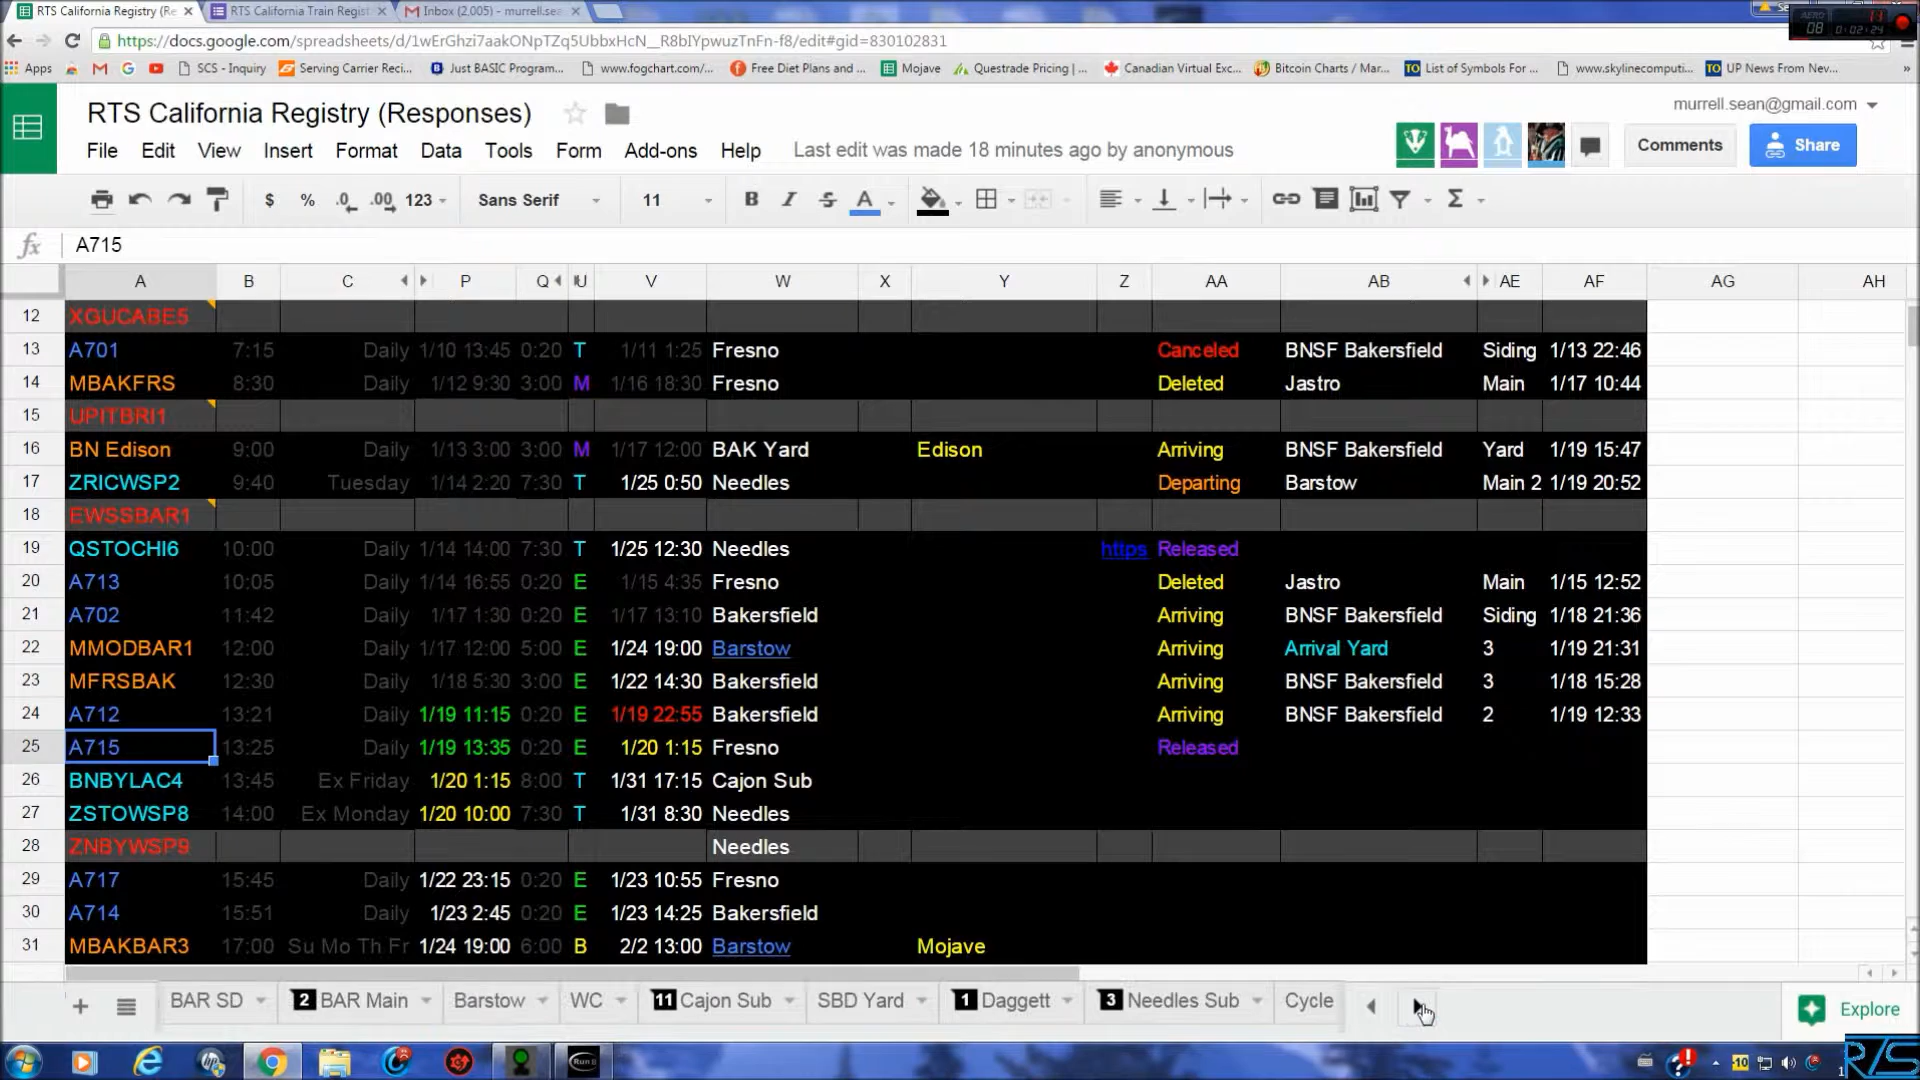 RTS California Registry (Re: RTS California Train Regist Inbox (2,005) - murrell.sea
https://docs.google.com/spreadsheets/d/1wErGhzi7aakONpTZq5UbbxHcN__R8bIYpwuzTnFn-f8/edit#gid=830102831
Apps SCS - Inquiry Serving Carrier Reci... Just BASIC Program... www.fogchart.com/... Free Diet Plans and ... Mojave Questrade Pricing | ... Canadian Virtual Exc... Bitcoin Charts / Mar... List of Symbols For ... www.skylinecomputi... UP News From Nev... »
RTS California Registry (Responses)
murrell.sean@gmail.com
File Edit View Insert Format Data Tools Form Add-ons Help Last edit was made 18 minutes ago by anonymous Comments Share
$ % .0 .00 123 Sans Serif 11 B I S A Σ
fx A715
A B C P Q U V W X Y Z AA AB AE AF AG AH
12 XGUCABE5
13 A701 7:15 Daily 1/10 13:45 0:20 T 1/11 1:25 Fresno Canceled BNSF Bakersfield Siding 1/13 22:46
14 MBAKFRS 8:30 Daily 1/12 9:30 3:00 M 1/16 18:30 Fresno Deleted Jastro Main 1/17 10:44
15 UPITBRI1
16 BN Edison 9:00 Daily 1/13 3:00 3:00 M 1/17 12:00 BAK Yard Edison Arriving BNSF Bakersfield Yard 1/19 15:47
17 ZRICWSP2 9:40 Tuesday 1/14 2:20 7:30 T 1/25 0:50 Needles Departing Barstow Main 2 1/19 20:52
18 EWSSBAR1
19 QSTOCHI6 10:00 Daily 1/14 14:00 7:30 T 1/25 12:30 Needles https Released
20 A713 10:05 Daily 1/14 16:55 0:20 E 1/15 4:35 Fresno Deleted Jastro Main 1/15 12:52
21 A702 11:42 Daily 1/17 1:30 0:20 E 1/17 13:10 Bakersfield Arriving BNSF Bakersfield Siding 1/18 21:36
22 MMODBAR1 12:00 Daily 1/17 12:00 5:00 E 1/24 19:00 Barstow Arriving Arrival Yard 3 1/19 21:31
23 MFRSBAK 12:30 Daily 1/18 5:30 3:00 E 1/22 14:30 Bakersfield Arriving BNSF Bakersfield 3 1/18 15:28
24 A712 13:21 Daily 1/19 11:15 0:20 E 1/19 22:55 Bakersfield Arriving BNSF Bakersfield 2 1/19 12:33
25 A715 13:25 Daily 1/19 13:35 0:20 E 1/20 1:15 Fresno Released
26 BNBYLAC4 13:45 Ex Friday 1/20 1:15 8:00 T 1/31 17:15 Cajon Sub
27 ZSTOWSP8 14:00 Ex Monday 1/20 10:00 7:30 T 1/31 8:30 Needles
28 ZNBYWSP9 Needles
29 A717 15:45 Daily 1/22 23:15 0:20 E 1/23 10:55 Fresno
30 A714 15:51 Daily 1/23 2:45 0:20 E 1/23 14:25 Bakersfield
31 MBAKBAR3 17:00 Su Mo Th Fr 1/24 19:00 6:00 B 2/2 13:00 Barstow Mojave
+ BAR SD 2 BAR Main Barstow WC 11 Cajon Sub SBD Yard 1 Daggett 3 Needles Sub Cycle Explore